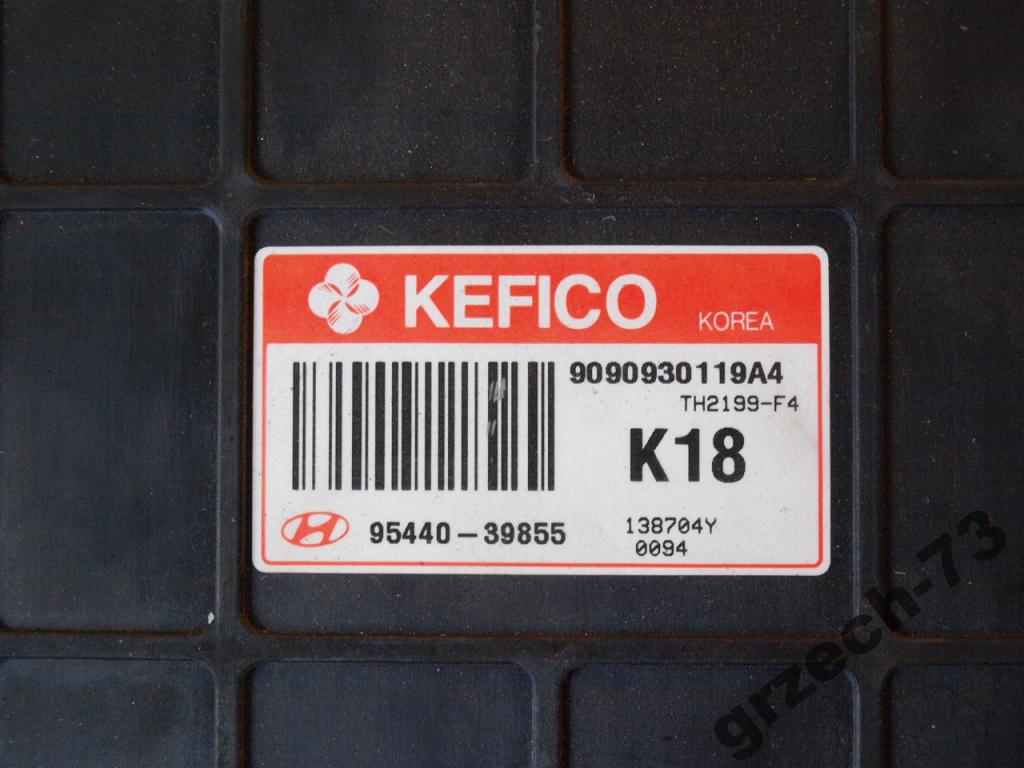 KEFICO KOREA
9090930119A4
TH2199-F4
K18
95440-39855
138704Y
0094
grzech-73